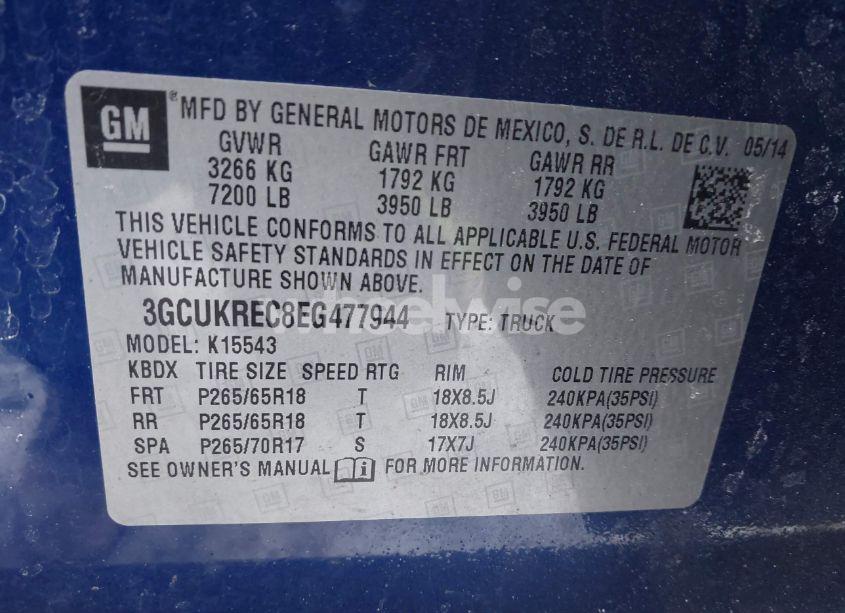 GM ® MFD BY GENERAL MOTORS DE MEXICO, S. DE R.L. DE C.V. 05/14
GVWR GAWR FRT GAWR RR
3266 KG 1792 KG 1792 KG
7200 LB 3950 LB 3950 LB
THIS VEHICLE CONFORMS TO ALL APPLICABLE U.S. FEDERAL MOTOR
VEHICLE SAFETY STANDARDS IN EFFECT ON THE DATE OF
MANUFACTURE SHOWN ABOVE.
3GCUKREC8EG477944 TYPE: TRUCK
wheelwise
MODEL: K15543
KBDX TIRE SIZE SPEED RTG RIM COLD TIRE PRESSURE
FRT P265/65R18 T 18X8.5J 240KPA(35PSI)
RR P265/65R18 T 18X8.5J 240KPA(35PSI)
SPA P265/70R17 S 17X7J 240KPA(35PSI)
SEE OWNER'S MANUAL i FOR MORE INFORMATION.